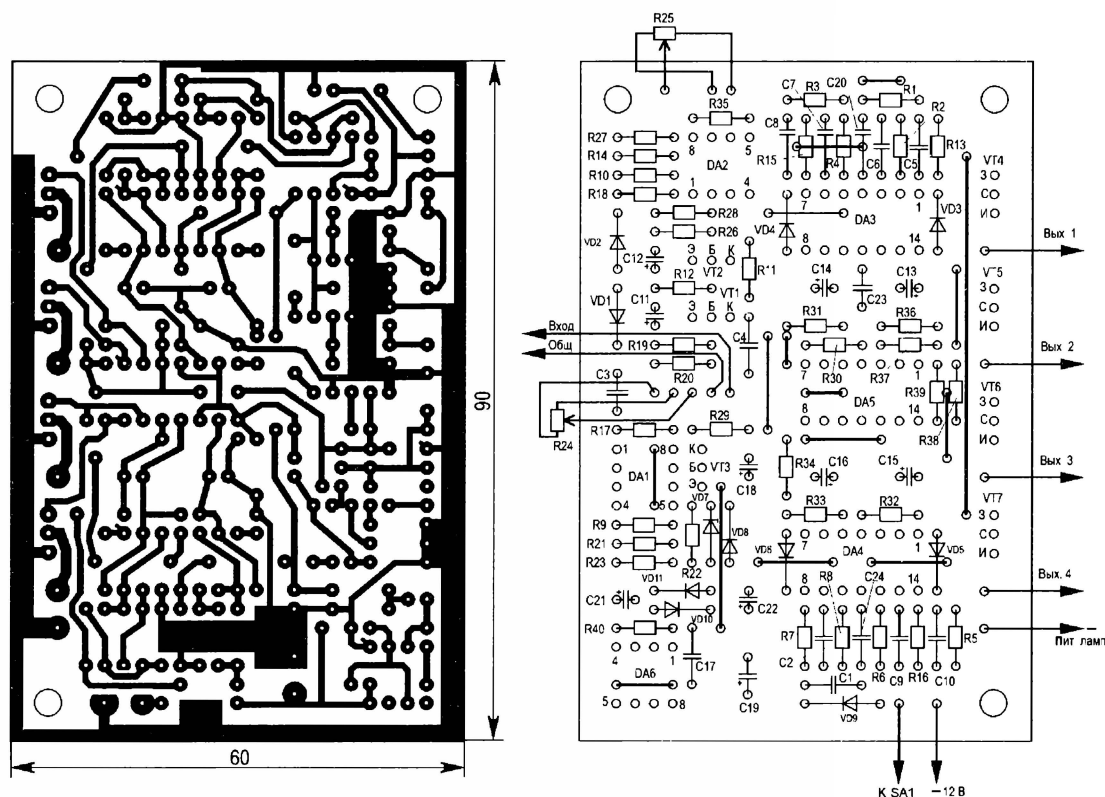 R25
C7 R3 C20 R1 R2
R35
R27
R14
R10
R18
8 5
DA2
1 4
C8
R15 R4 C6 C5 R13
VT4
З
С
И
7 1
DA3
8 14
VD4 VD3
Вых 1
R28
R26
VD2
C12
Э Б К
VT2
R12
VT1
Э Б К
R*1
C14 C13
C23
VT5
З
С
И
VD1
C11
Вход
Общ
R19
R20
C4
R31 R36
R30 R37
Вых 2
C3
R24
R17
R29
7 1
DA5
8 14
R39
R38
VT6
З
С
И
1 8
DA1
4 5
К
Б
Э
VT3
C18
R34
C16 C15
Вых 3
VD7
VD8
R9
R21
R23
R33 R32
VT7
З
С
И
VD6 7 1 VD5
DA4
8 14
VD11 R22
C21
VD10
C22
R8 C24
Вых. 4
R40
4 1
DA6
5 8
C17
C19
R7
C2
C1
R6 C9 R16 C10
R5
VD9
–
Пит ламп
К SA1
–12 В
90
60